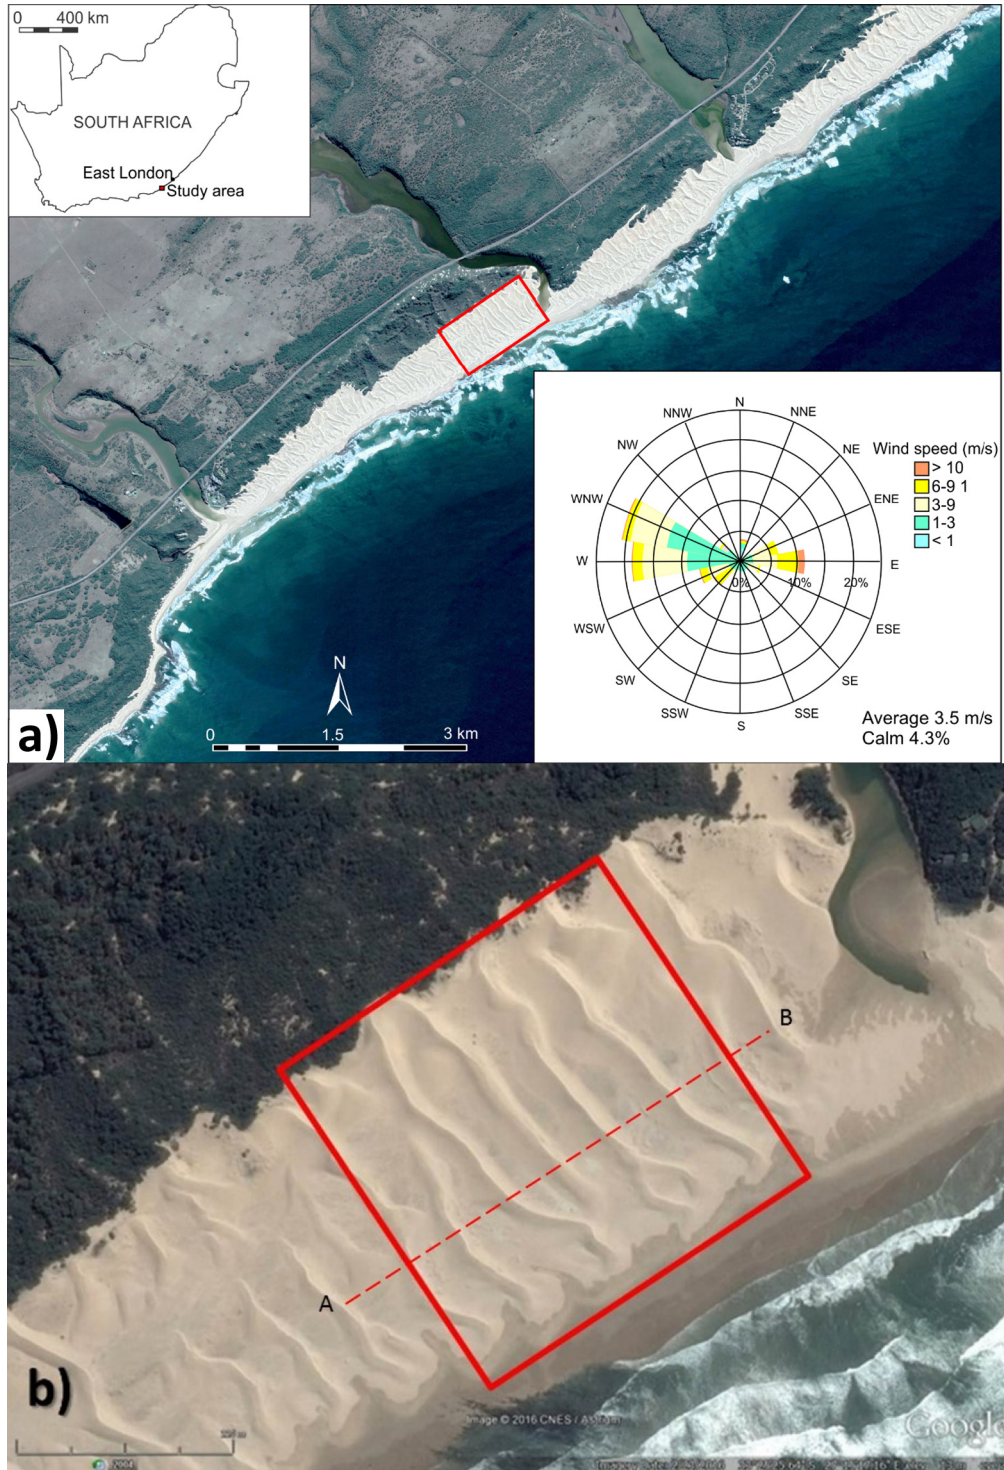 0 400 km
SOUTH AFRICA
East London
Study area
N
0 1.5 3 km
a)
N
NNW NNE
NW NE
WNW ENE
W E
WSW ESE
SW SE
SSW SSE
S
0% 10% 20%
Wind speed (m/s)
> 10
6-9 1
3-9
1-3
< 1
Average 3.5 m/s
Calm 4.3%
A
B
b)
Image © 2016 CNES / Astrium
Google
2004